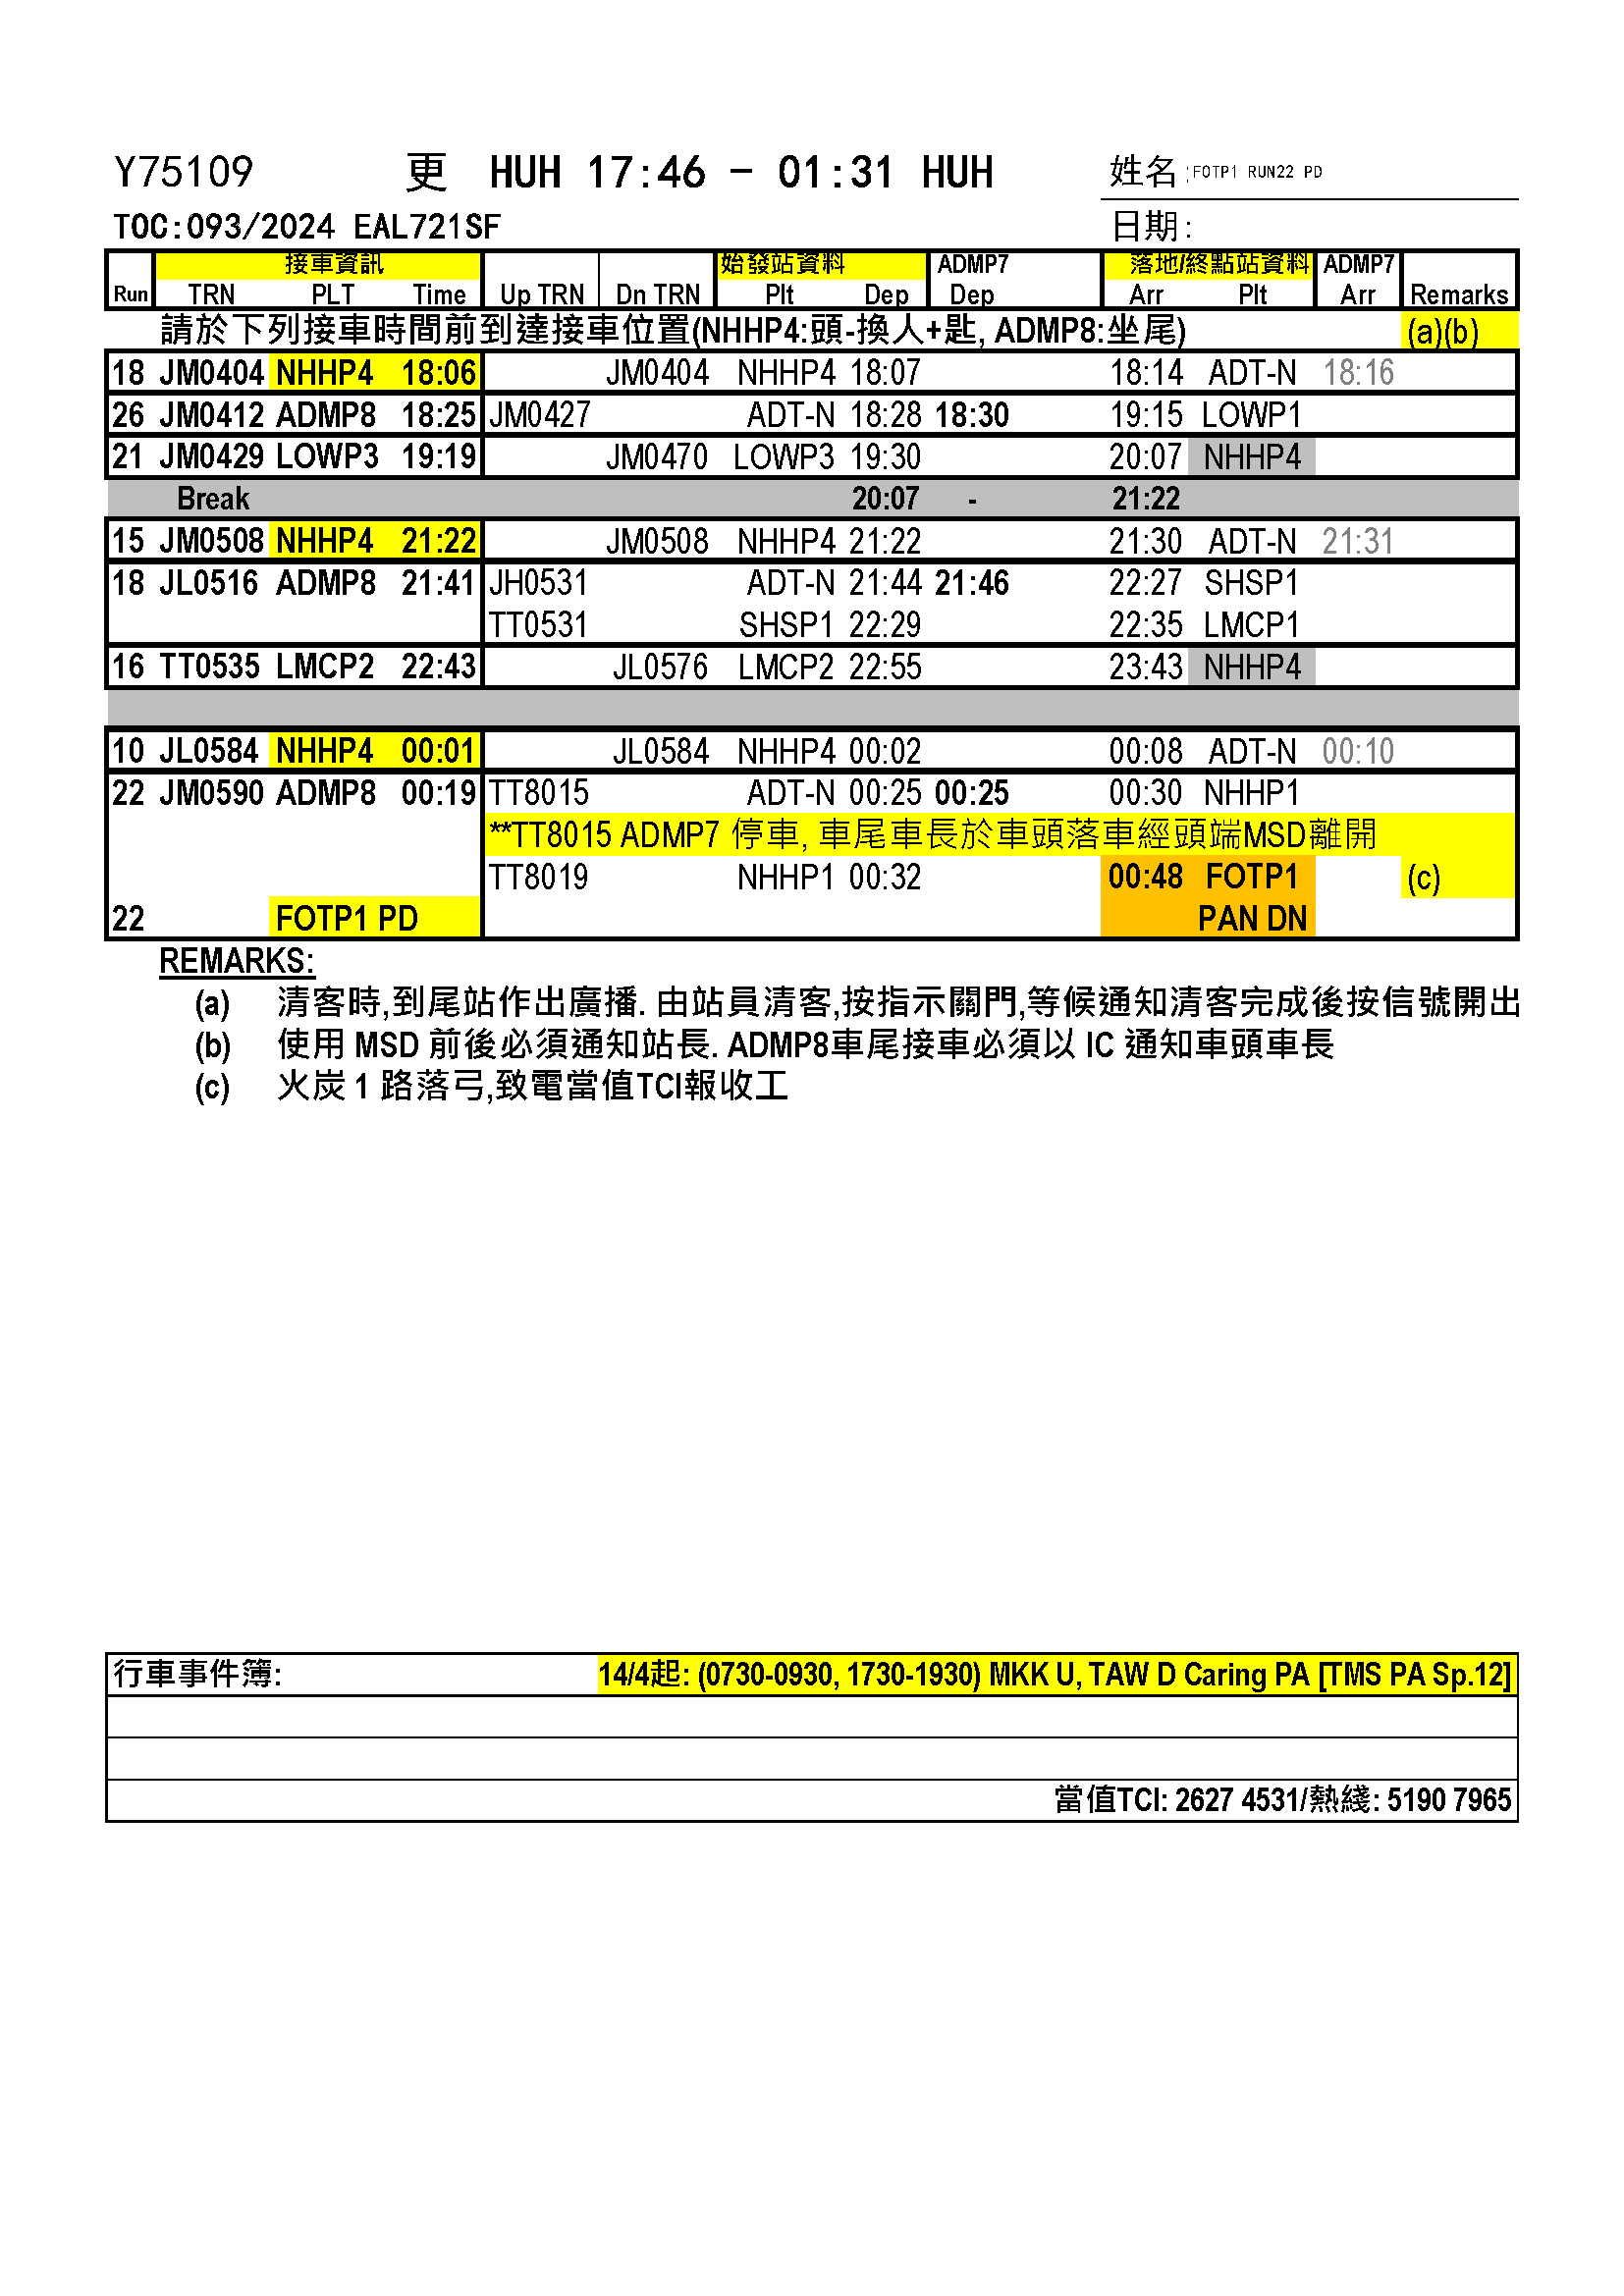 Y75109 更 HUH 17:46 - 01:31 HUH 姓名:FOTP1 RUN22 PD
TOC:093/2024 EAL721SF 日期:
接車資訊 始發站資料 ADMP7 落地/終點站資料 ADMP7
Run TRN PLT Time Up TRN Dn TRN Plt Dep Dep Arr Plt Arr Remarks
請於下列接車時間前到達接車位置(NHHP4:頭-換人+匙, ADMP8:坐尾) (a)(b)
18 JM0404 NHHP4 18:06 JM0404 NHHP4 18:07 18:14 ADT-N 18:16
26 JM0412 ADMP8 18:25 JM0427 ADT-N 18:28 18:30 19:15 LOWP1
21 JM0429 LOWP3 19:19 JM0470 LOWP3 19:30 20:07 NHHP4
Break 20:07 - 21:22
15 JM0508 NHHP4 21:22 JM0508 NHHP4 21:22 21:30 ADT-N 21:31
18 JL0516 ADMP8 21:41 JH0531 ADT-N 21:44 21:46 22:27 SHSP1
TT0531 SHSP1 22:29 22:35 LMCP1
16 TT0535 LMCP2 22:43 JL0576 LMCP2 22:55 23:43 NHHP4
10 JL0584 NHHP4 00:01 JL0584 NHHP4 00:02 00:08 ADT-N 00:10
22 JM0590 ADMP8 00:19 TT8015 ADT-N 00:25 00:25 00:30 NHHP1
**TT8015 ADMP7 停車, 車尾車長於車頭落車經頭端MSD離開
TT8019 NHHP1 00:32 00:48 FOTP1 (c)
22 FOTP1 PD PAN DN
REMARKS:
(a) 清客時,到尾站作出廣播. 由站員清客,按指示關門,等候通知清客完成後按信號開出
(b) 使用 MSD 前後必須通知站長. ADMP8車尾接車必須以 IC 通知車頭車長
(c) 火炭 1 路落弓,致電當值TCI報收工
行車事件簿: 14/4起: (0730-0930, 1730-1930) MKK U, TAW D Caring PA [TMS PA Sp.12]
當值TCI: 2627 4531/熱綫: 5190 7965